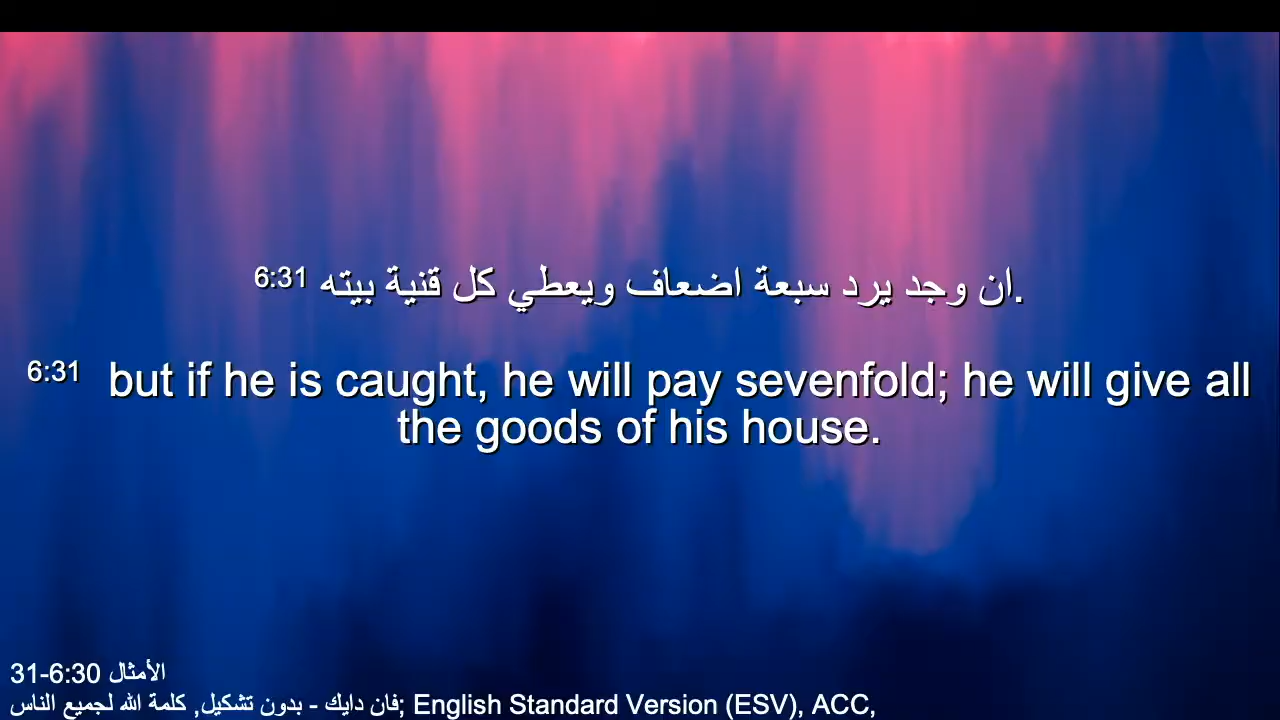 6:31 ان وجد يرد سبعة اضعاف ويعطي كل قنية بيته.
6:31 but if he is caught, he will pay sevenfold; he will give all
the goods of his house.
الأمثال 6:30-31
فان دايك - بدون تشكيل, كلمة الله لجميع الناس; English Standard Version (ESV), ACC,